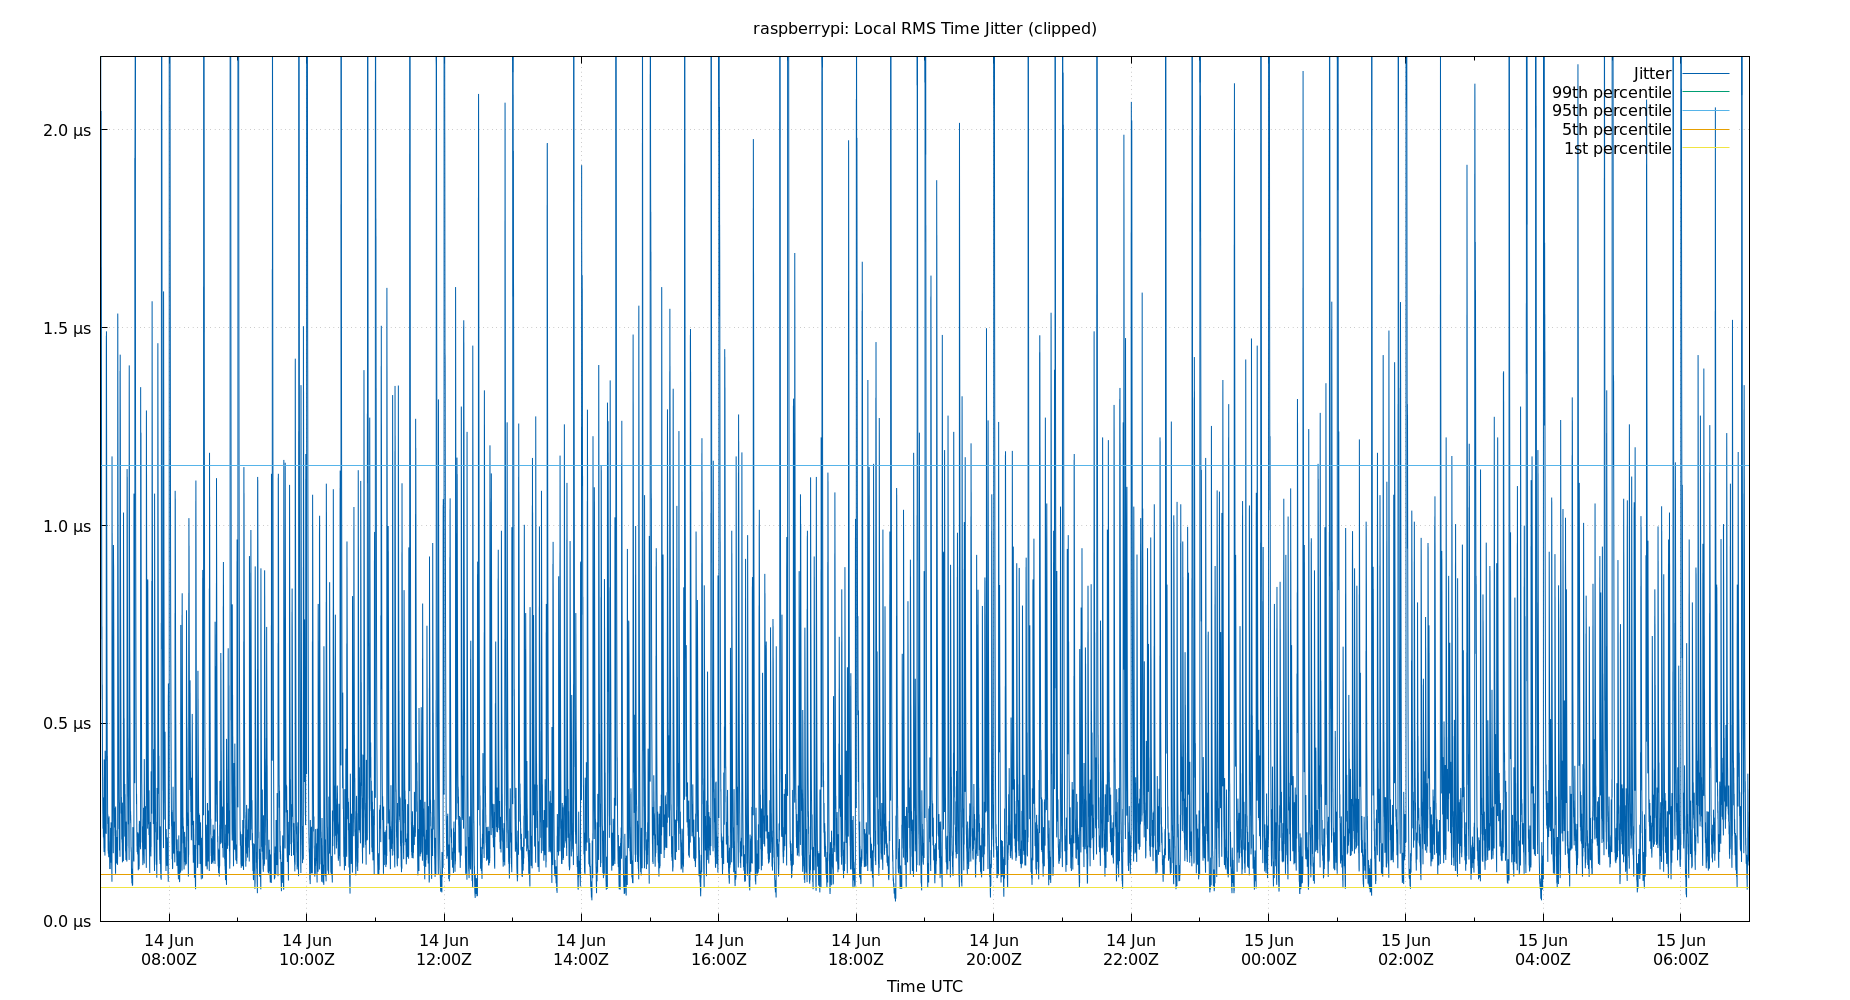 raspberrypi: Local RMS Time Jitter (clipped)
Jitter
99th percentile
95th percentile
5th percentile
1st percentile
2.0 µs
1.5 µs
1.0 µs
0.5 µs
0.0 µs
14 Jun 14 Jun 14 Jun 14 Jun 14 Jun 14 Jun 14 Jun 14 Jun 15 Jun 15 Jun 15 Jun 15 Jun
08:00Z 10:00Z 12:00Z 14:00Z 16:00Z 18:00Z 20:00Z 22:00Z 00:00Z 02:00Z 04:00Z 06:00Z
Time UTC